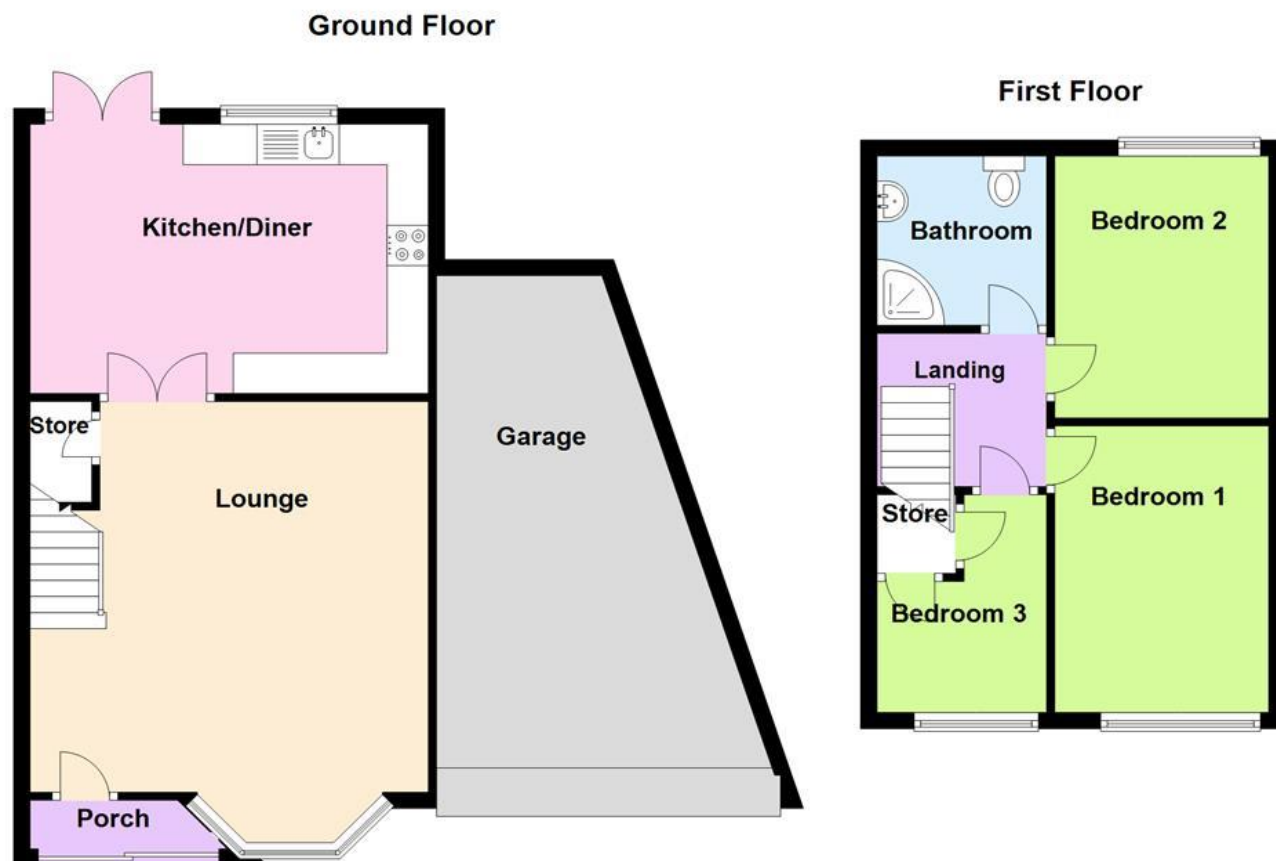 Ground Floor
Kitchen/Diner
Store
Lounge
Garage
Porch
First Floor
Bathroom
Bedroom 2
Landing
Bedroom 1
Store
Bedroom 3